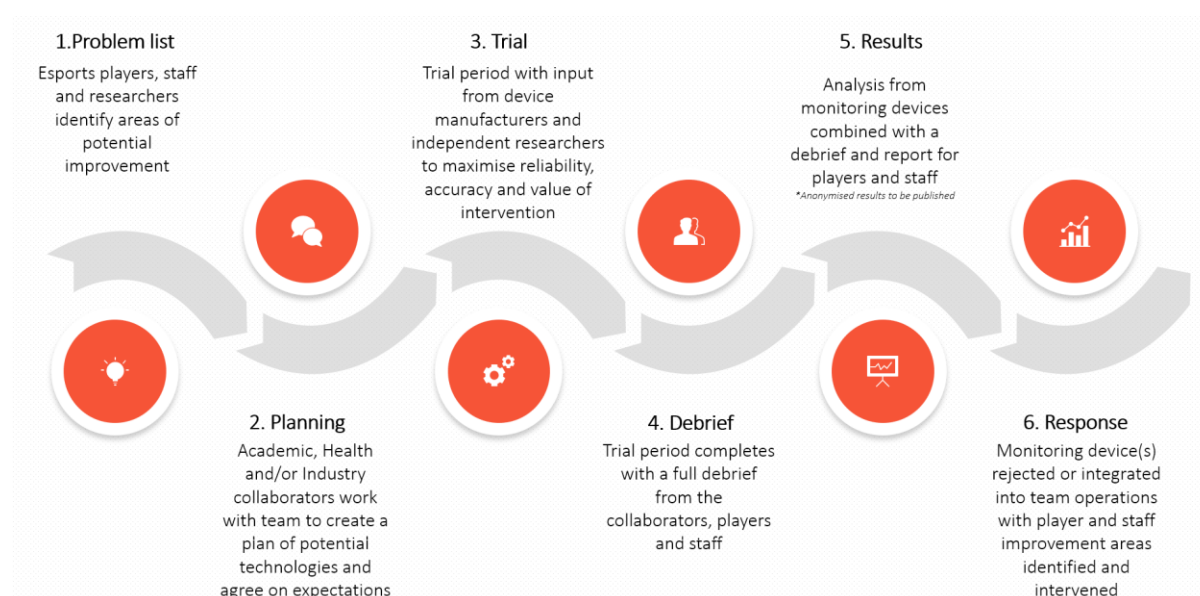 1.Problem list
Esports players, staff
and researchers
identify areas of
potential
improvement
2. Planning
Academic, Health
and/or Industry
collaborators work
with team to create a
plan of potential
technologies and
agree on expectations
3. Trial
Trial period with input
from device
manufacturers and
independent researchers
to maximise reliability,
accuracy and value of
intervention
4. Debrief
Trial period completes
with a full debrief
from the
collaborators, players
and staff
5. Results
Analysis from
monitoring devices
combined with a
debrief and report for
players and staff
*Anonymised results to be published
6. Response
Monitoring device(s)
rejected or integrated
into team operations
with player and staff
improvement areas
identified and
intervened